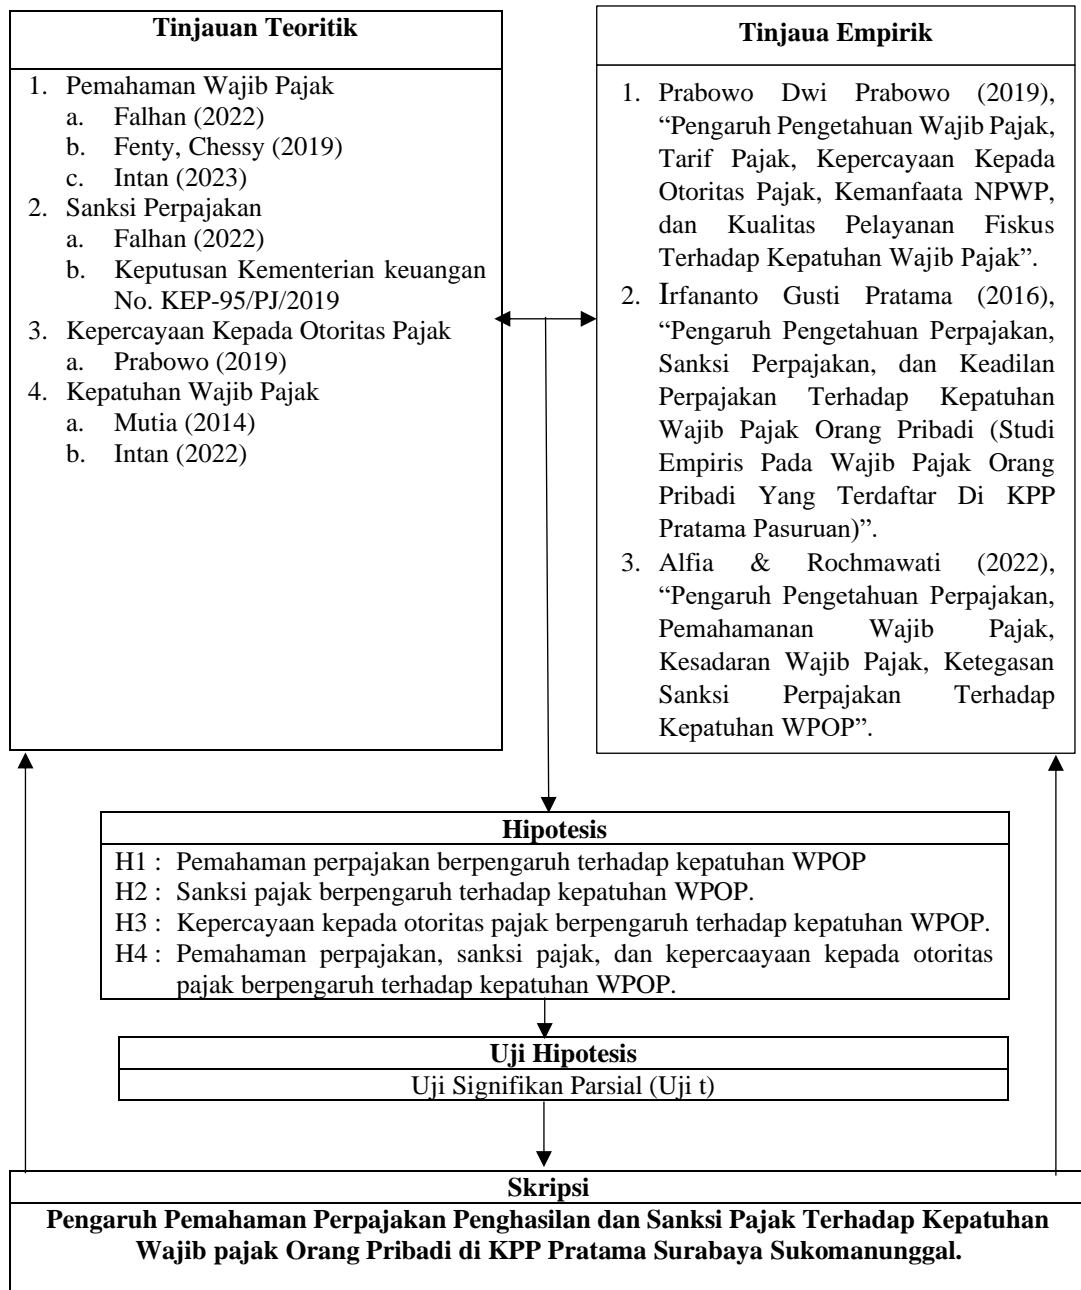 Tinjauan Teoritik
1. Pemahaman Wajib Pajak
a. Falhan (2022)
b. Fenty, Chessy (2019)
c. Intan (2023)
2. Sanksi Perpajakan
a. Falhan (2022)
b. Keputusan Kementerian keuangan
No. KEP-95/PJ/2019
3. Kepercayaan Kepada Otoritas Pajak
a. Prabowo (2019)
4. Kepatuhan Wajib Pajak
a. Mutia (2014)
b. Intan (2022)
Tinjaua Empirik
1. Prabowo Dwi Prabowo (2019),
“Pengaruh Pengetahuan Wajib Pajak,
Tarif Pajak, Kepercayaan Kepada
Otoritas Pajak, Kemanfaata NPWP,
dan Kualitas Pelayanan Fiskus
Terhadap Kepatuhan Wajib Pajak”.
2. Irfananto Gusti Pratama (2016),
“Pengaruh Pengetahuan Perpajakan,
Sanksi Perpajakan, dan Keadilan
Perpajakan Terhadap Kepatuhan
Wajib Pajak Orang Pribadi (Studi
Empiris Pada Wajib Pajak Orang
Pribadi Yang Terdaftar Di KPP
Pratama Pasuruan)”.
3. Alfia & Rochmawati (2022),
“Pengaruh Pengetahuan Perpajakan,
Pemahamanan Wajib Pajak,
Kesadaran Wajib Pajak, Ketegasan
Sanksi Perpajakan Terhadap
Kepatuhan WPOP”.
Hipotesis
H1 : Pemahaman perpajakan berpengaruh terhadap kepatuhan WPOP
H2 : Sanksi pajak berpengaruh terhadap kepatuhan WPOP.
H3 : Kepercayaan kepada otoritas pajak berpengaruh terhadap kepatuhan WPOP.
H4 : Pemahaman perpajakan, sanksi pajak, dan kepercaayaan kepada otoritas
pajak berpengaruh terhadap kepatuhan WPOP.
Uji Hipotesis
Uji Signifikan Parsial (Uji t)
Skripsi
Pengaruh Pemahaman Perpajakan Penghasilan dan Sanksi Pajak Terhadap Kepatuhan
Wajib pajak Orang Pribadi di KPP Pratama Surabaya Sukomanunggal.